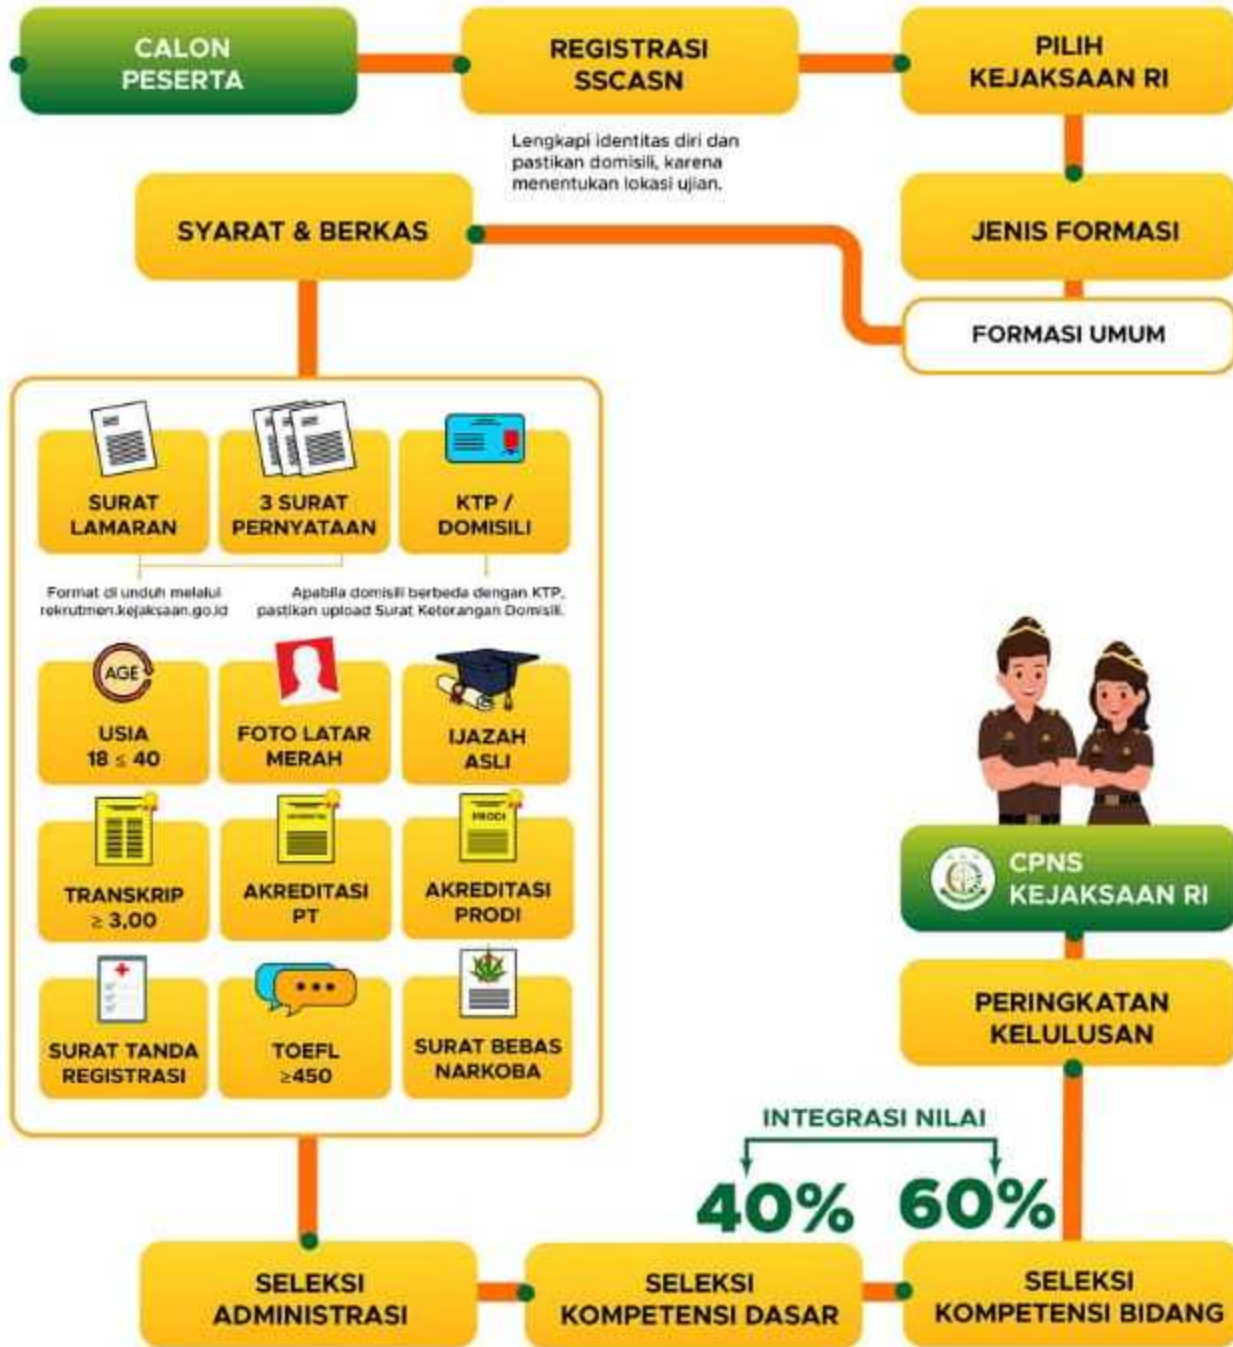 CALON
PESERTA
REGISTRASI
SSCASN
PILIH
KEJAKSAAN RI
Lengkapi identitas diri dan
pastikan domisili, karena
menentukan lokasi ujian.
SYARAT & BERKAS
JENIS FORMASI
FORMASI UMUM
SURAT
LAMARAN
3 SURAT
PERNYATAAN
KTP /
DOMISILI
Format di unduh melalui
rekrutmen.kejaksaan.go.id
Apabila domisili berbeda dengan KTP,
pastikan upload Surat Keterangan Domisili.
AGE
USIA
18 ≤ 40
FOTO LATAR
MERAH
IJAZAH
ASLI
TRANSKRIP
≥ 3,00
AKREDITASI
PT
PRODI
AKREDITASI
PRODI
SURAT TANDA
REGISTRASI
TOEFL
≥450
SURAT BEBAS
NARKOBA
CPNS
KEJAKSAAN RI
PERINGKATAN
KELULUSAN
INTEGRASI NILAI
40%
60%
SELEKSI
ADMINISTRASI
SELEKSI
KOMPETENSI DASAR
SELEKSI
KOMPETENSI BIDANG